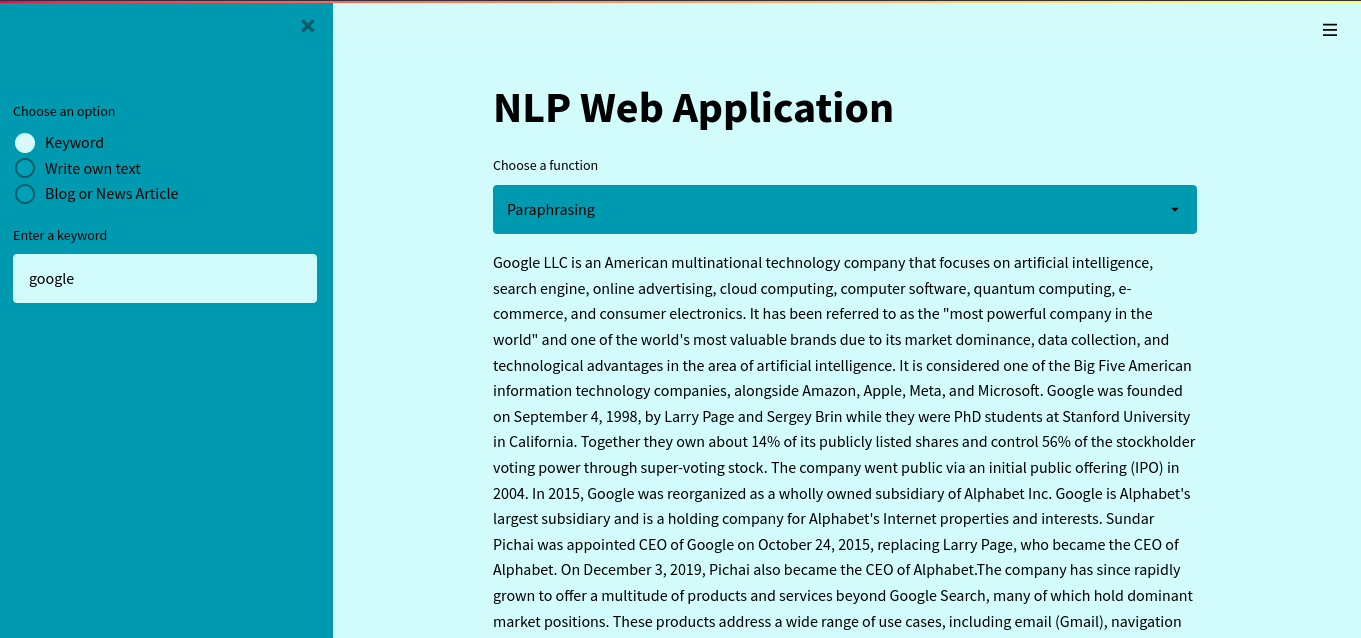 Choose an option
Keyword
Write own text
Blog or News Article
Enter a keyword
google
NLP Web Application
Choose a function
Paraphrasing
Google LLC is an American multinational technology company that focuses on artificial intelligence,
search engine, online advertising, cloud computing, computer software, quantum computing, e-
commerce, and consumer electronics. It has been referred to as the "most powerful company in the
world" and one of the world's most valuable brands due to its market dominance, data collection, and
technological advantages in the area of artificial intelligence. It is considered one of the Big Five American
information technology companies, alongside Amazon, Apple, Meta, and Microsoft. Google was founded
on September 4, 1998, by Larry Page and Sergey Brin while they were PhD students at Stanford University
in California. Together they own about 14% of its publicly listed shares and control 56% of the stockholder
voting power through super-voting stock. The company went public via an initial public offering (IPO) in
2004. In 2015, Google was reorganized as a wholly owned subsidiary of Alphabet Inc. Google is Alphabet's
largest subsidiary and is a holding company for Alphabet's Internet properties and interests. Sundar
Pichai was appointed CEO of Google on October 24, 2015, replacing Larry Page, who became the CEO of
Alphabet. On December 3, 2019, Pichai also became the CEO of Alphabet.The company has since rapidly
grown to offer a multitude of products and services beyond Google Search, many of which hold dominant
market positions. These products address a wide range of use cases, including email (Gmail), navigation